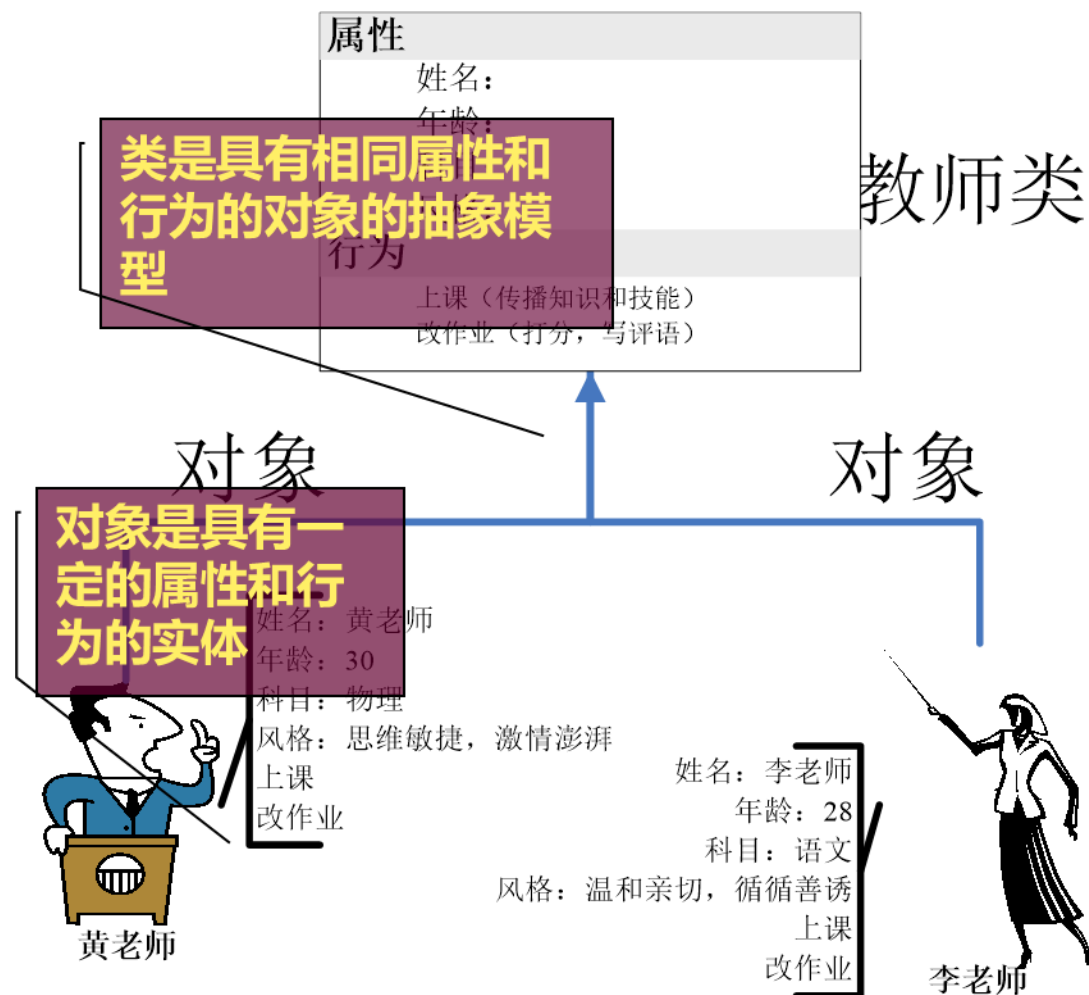 属性
姓名：
年龄：
教师类
类是具有相同属性和
行为的对象的抽象模
型
行为
上课（传播知识和技能）
改作业（打分，写评语）
对象
对象
对象是具有一
定的属性和行
为的实体
姓名：黄老师
年龄：30
科目：物理
风格：思维敏捷，激情澎湃
上课
改作业
黄老师
姓名：李老师
年龄：28
科目：语文
风格：温和亲切，循循善诱
上课
改作业
李老师